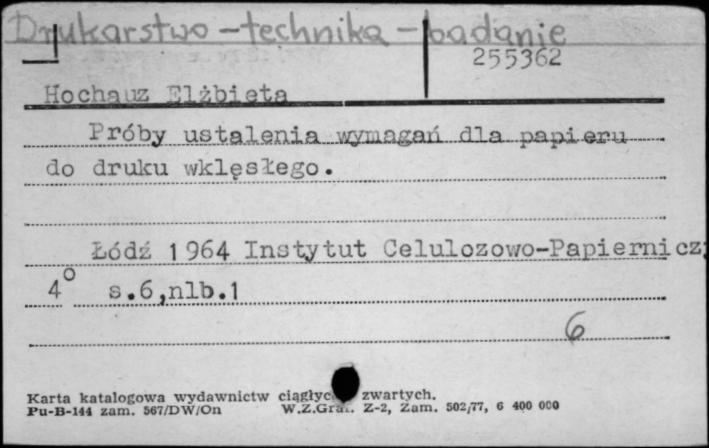 Drukarstwo - technika - badanie
255362
Hochauz Elżbieta
Próby ustalenia wymagań dla papieru
do druku wklęsłego.
Łódź 1964 Instytut Celulozowo-Papiernicz
4° s.6,nlb.1
6
Karta katalogowa wydawnictw zwartych.
Pu-B-144 zam. 567/DW/On W.Z.Graf. Z-2, Zam. 502/77, 6 400 000